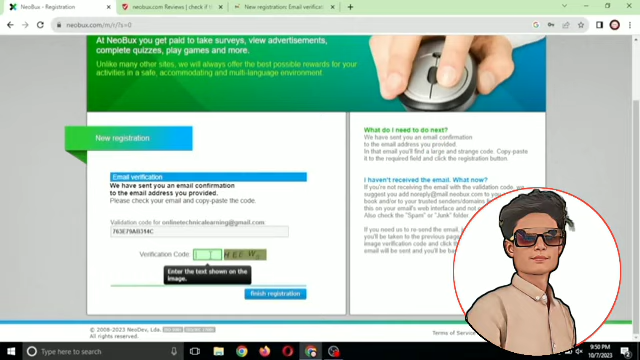 NeoBux - Registration
neobux.com Reviews | check if t
New registration: Email verificat
neobux.com/m/r/?s=0
At NeoBux you get paid to take surveys, view advertisements,
complete quizzes, play games and more.
Unlike many other sites, we will always offer the best possible rewards for your
activities in a safe, accommodating and multi-language environment.
New registration
Email verification
We have sent you an email confirmation
to the email address you provided.
Please check your email and copy-paste the code.
Validation code for onlinetechnicalearning@gmail.com
763E79AB314C
Verification Code:
Enter the text shown on the
image.
finish registration
What do I need to do next?
We have sent you an email confirmation
to the email address you provided.
In that email you'll find a large and strange code. Copy-paste
it to the required field and click the registration button.
I haven't received the email. What now?
If you're not receiving the email with the validation code, we
suggest you add noreply@mail.neobux.com to you
book and/or to your trusted senders/domains
this on your email's web interface and not
Also check the "Spam" or "Junk" folder.
If you need us to re-send the email,
you'll be taken to the previous page
image verification code and click
email will be sent and you'll be
© 2008-2023 NeoDev, Lda.
All rights reserved.
Terms of Service
Type here to search
9:50 PM
10/7/2023